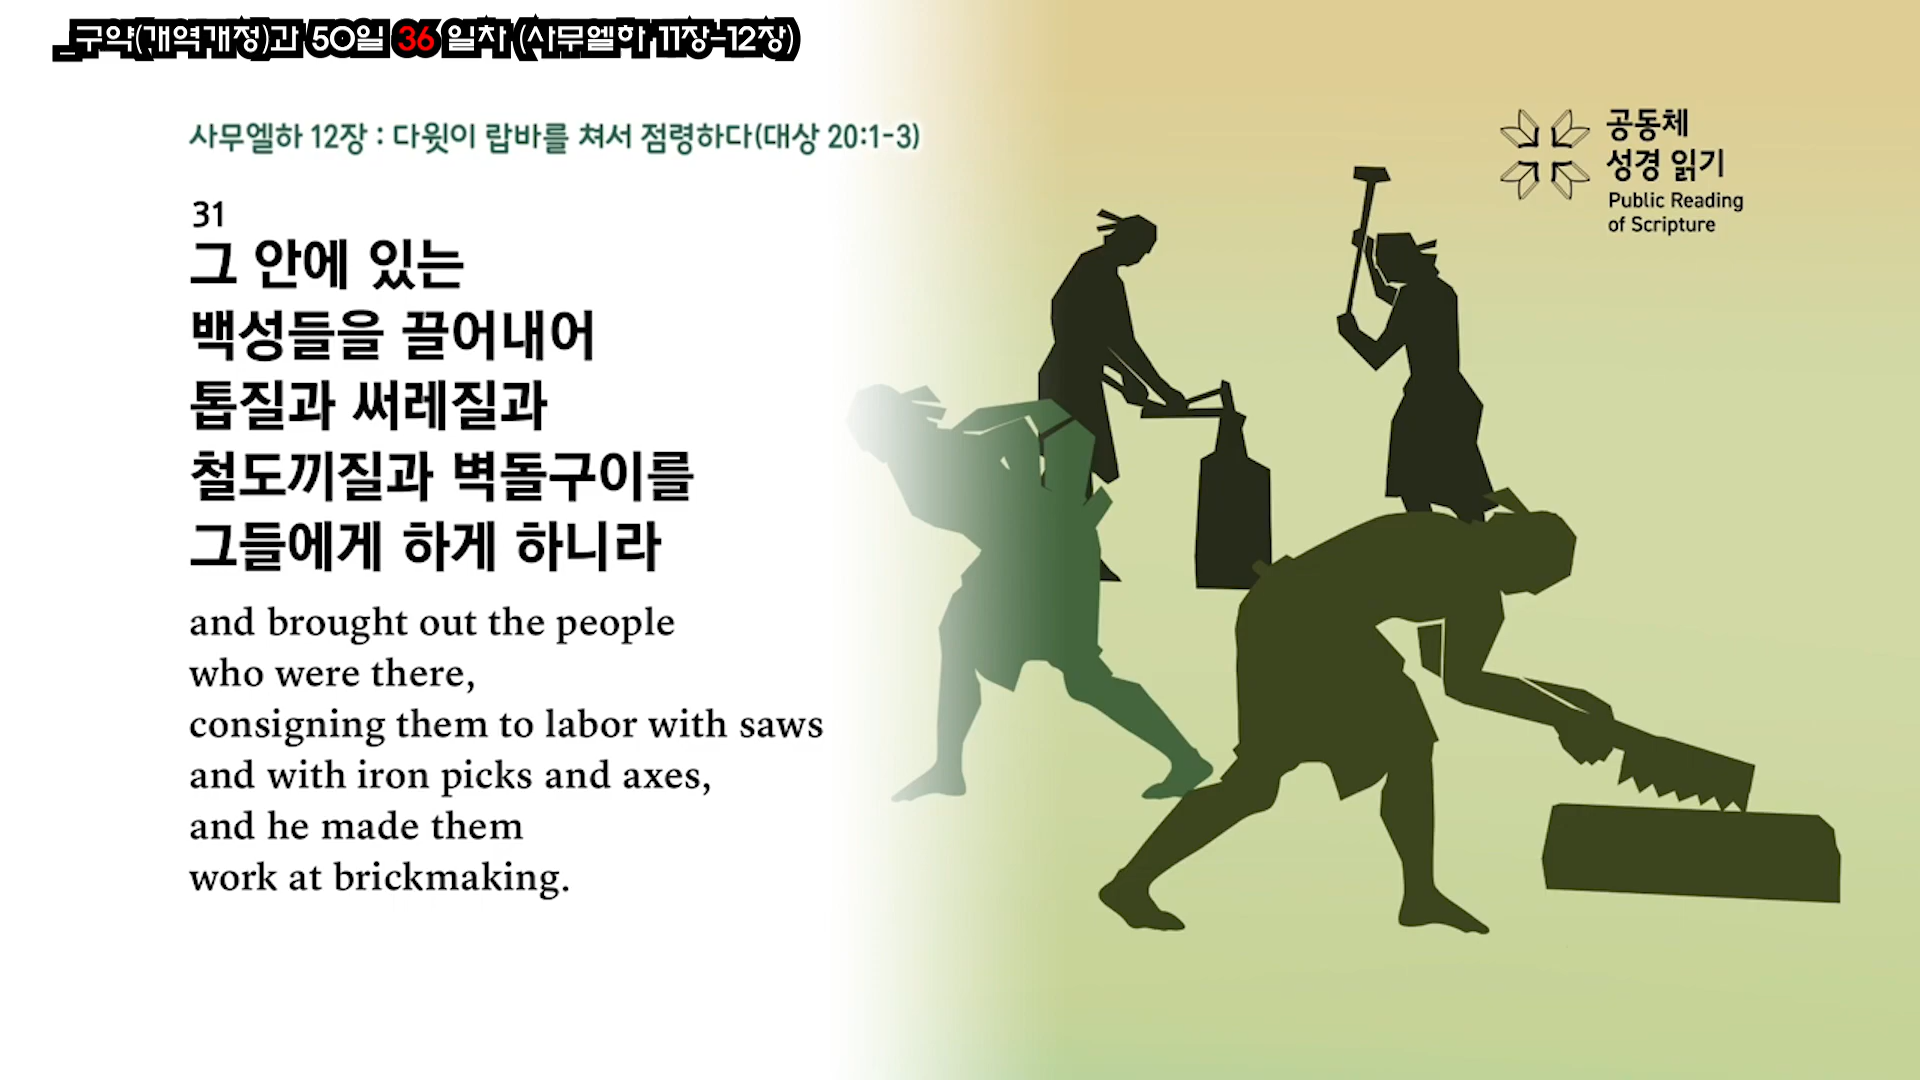 _구약(개역개정)과 50일 36 일차 (사무엘하 11장-12장)
사무엘하 12장 : 다윗이 랍바를 쳐서 점령하다(대상 20:1-3)
31
그 안에 있는
백성들을 끌어내어
톱질과 써레질과
철도끼질과 벽돌구이를
그들에게 하게 하니라
and brought out the people
who were there,
consigning them to labor with saws
and with iron picks and axes,
and he made them
work at brickmaking.
공동체
성경 읽기
Public Reading
of Scripture